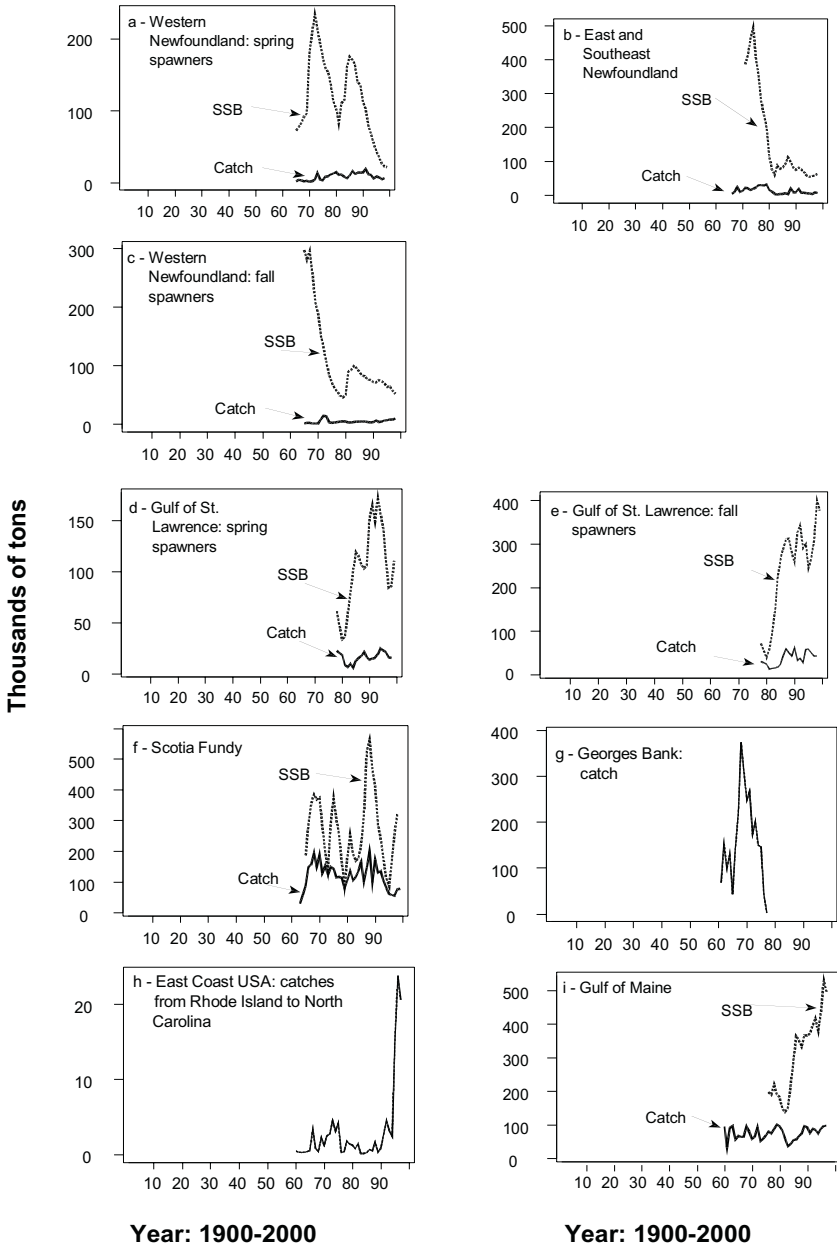 Thousands of tons
a - Western
Newfoundland: spring
spawners
SSB
Catch
200
100
0
10 20 30 40 50 60 70 80 90
b - East and
Southeast
Newfoundland
SSB
Catch
500
400
300
200
100
0
10 20 30 40 50 60 70 80 90
c - Western
Newfoundland: fall
spawners
SSB
Catch
300
200
100
0
10 20 30 40 50 60 70 80 90
d - Gulf of St.
Lawrence: spring
spawners
SSB
Catch
150
100
50
0
10 20 30 40 50 60 70 80 90
e - Gulf of St. Lawrence: fall
spawners
SSB
Catch
400
300
200
100
0
10 20 30 40 50 60 70 80 90
f - Scotia Fundy
SSB
Catch
500
400
300
200
100
0
10 20 30 40 50 60 70 80 90
g - Georges Bank:
catch
400
300
200
100
0
10 20 30 40 50 60 70 80 90
h - East Coast USA: catches
from Rhode Island to North
Carolina
20
10
0
10 20 30 40 50 60 70 80 90
i - Gulf of Maine
SSB
Catch
500
400
300
200
100
0
10 20 30 40 50 60 70 80 90
Year: 1900-2000
Year: 1900-2000